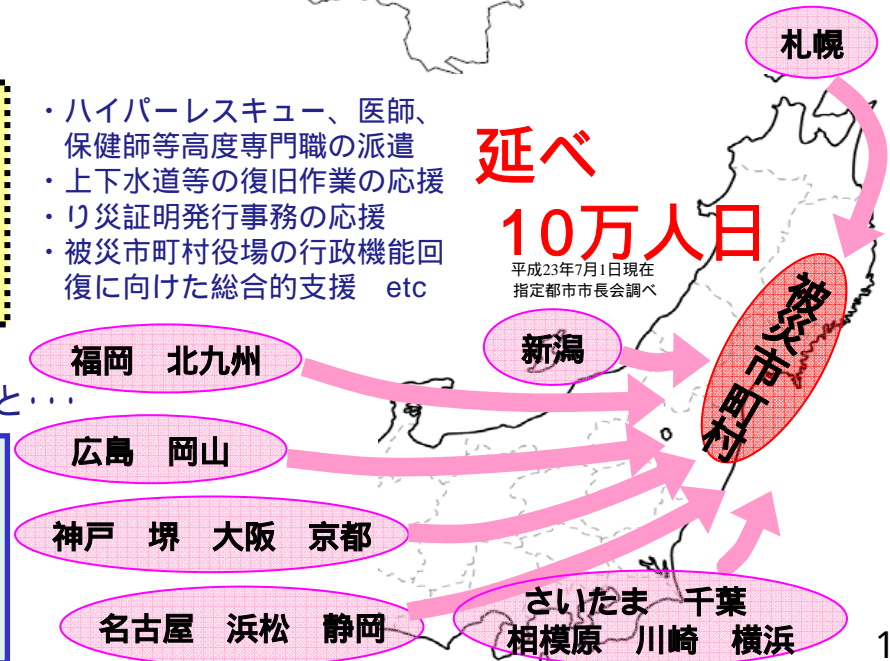 札幌
・ハイパーレスキュー、医師、
保健師等高度専門職の派遣
・上下水道等の復旧作業の応援
・り災証明発行事務の応援
・被災市町村役場の行政機能回
復に向けた総合的支援　etc
延べ
10万人日
平成23年7月1日現在
指定都市市長会調べ
被災市町村
新潟
福岡　北九州
と・・・
広島　岡山
神戸　堺　大阪　京都
名古屋　浜松　静岡
さいたま　千葉
相模原　川崎　横浜
1